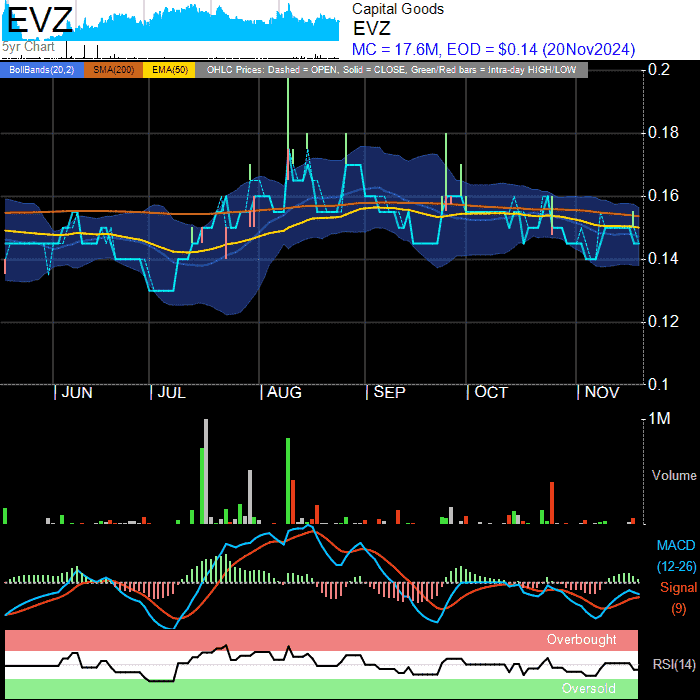 EVZ
5yr Chart
Capital Goods
EVZ
MC = 17.6M, EOD = $0.14 (20Nov2024)
BollBands(20,2) SMA(200) EMA(50) OHLC Prices: Dashed = OPEN, Solid = CLOSE, Green/Red bars = Intra-day HIGH/LOW
0.2
0.18
0.16
0.14
0.12
0.1
JUN JUL AUG SEP OCT NOV
1M
Volume
MACD
(12-26)
Signal
(9)
Overbought
RSI(14)
Oversold